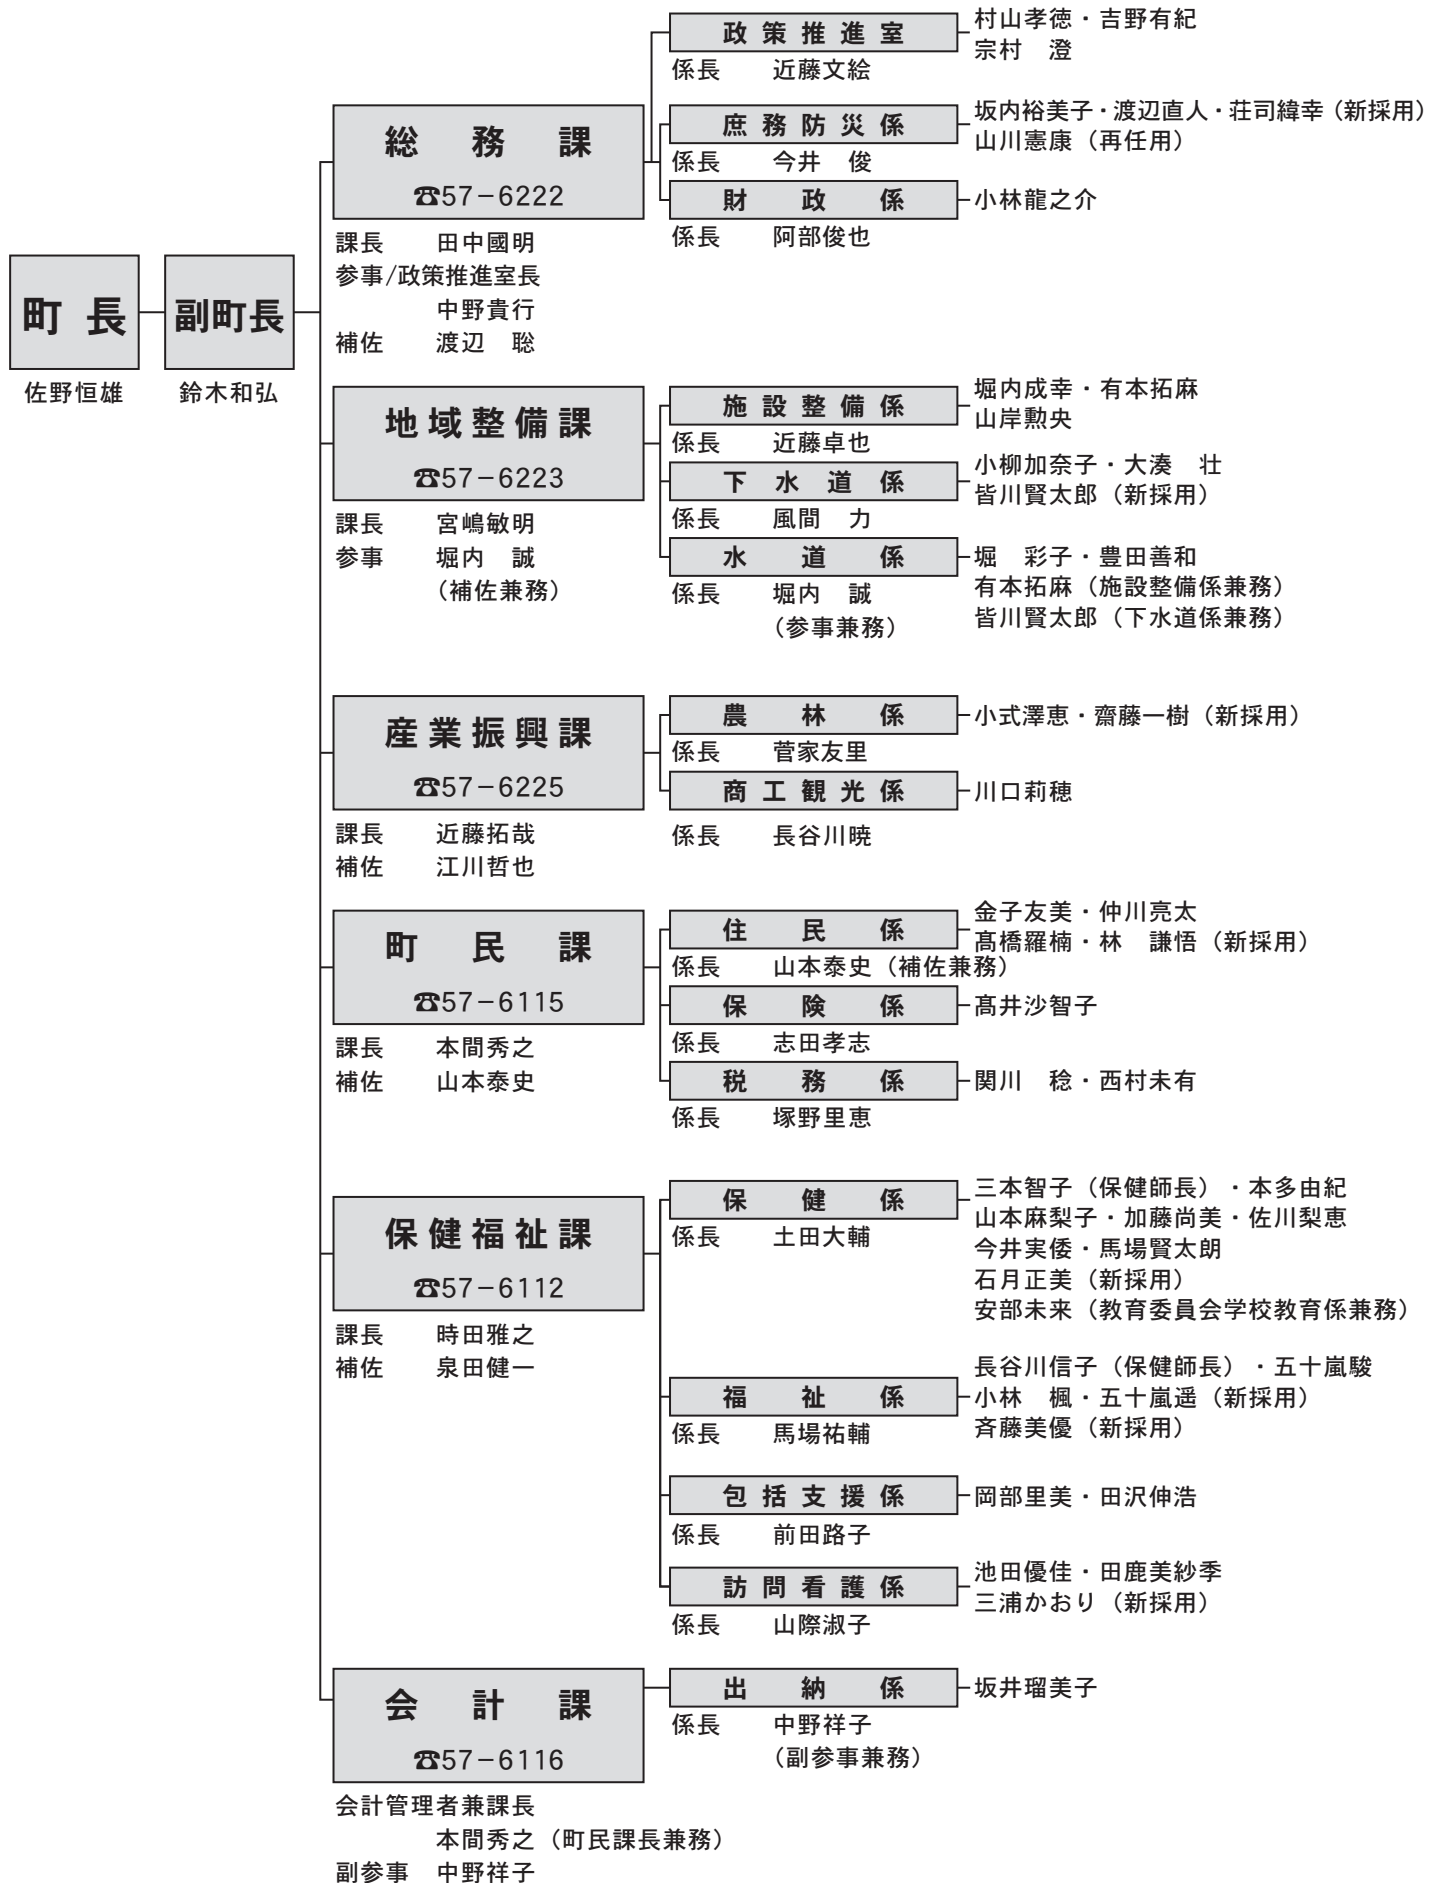 町長
佐野恒雄
副町長
鈴木和弘
総務課
☎57－6222
課長　田中國明
参事/政策推進室長
中野貴行
補佐　渡辺　聡
政策推進室
係長　近藤文絵
村山孝徳・吉野有紀
宗村　澄
庶務防災係
係長　今井　俊
坂内裕美子・渡辺直人・荘司緯幸（新採用）
山川憲康（再任用）
財政係
係長　阿部俊也
小林龍之介
地域整備課
☎57－6223
課長　宮嶋敏明
参事　堀内　誠
（補佐兼務）
施設整備係
係長　近藤卓也
堀内成幸・有本拓麻
山岸勲央
下水道係
係長　風間　力
小柳加奈子・大湊　壮
皆川賢太郎（新採用）
水道係
係長　堀内　誠
（参事兼務）
堀　彩子・豊田善和
有本拓麻（施設整備係兼務）
皆川賢太郎（下水道係兼務）
産業振興課
☎57－6225
課長　近藤拓哉
補佐　江川哲也
農林係
係長　菅家友里
小式澤恵・齋藤一樹（新採用）
商工観光係
係長　長谷川暁
川口莉穂
町民課
☎57－6115
課長　本間秀之
補佐　山本泰史
住民係
係長　山本泰史（補佐兼務）
金子友美・仲川亮太
髙橋羅楠・林　謙悟（新採用）
保険係
係長　志田孝志
髙井沙智子
税務係
係長　塚野里恵
関川　稔・西村未有
保健福祉課
☎57－6112
課長　時田雅之
補佐　泉田健一
保健係
係長　土田大輔
三本智子（保健師長）・本多由紀
山本麻梨子・加藤尚美・佐川梨恵
今井実倭・馬場賢太朗
石月正美（新採用）
安部未来（教育委員会学校教育係兼務）
福祉係
係長　馬場祐輔
長谷川信子（保健師長）・五十嵐駿
小林　楓・五十嵐遥（新採用）
斉藤美優（新採用）
包括支援係
係長　前田路子
岡部里美・田沢伸浩
訪問看護係
係長　山際淑子
池田優佳・田鹿美紗季
三浦かおり（新採用）
会計課
☎57－6116
会計管理者兼課長
本間秀之（町民課長兼務）
副参事　中野祥子
出納係
係長　中野祥子
（副参事兼務）
坂井瑠美子